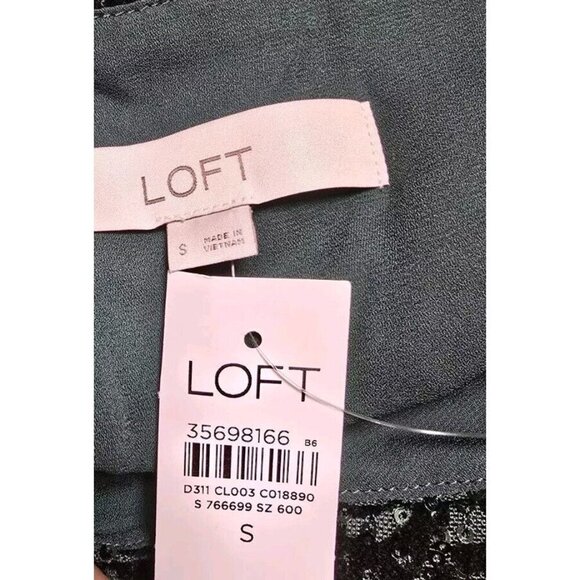 LOFT
S
MADE IN
VIETNAM
LOFT
35698166 B6
D311 CL003 C018890
S 766699 SZ 600
S